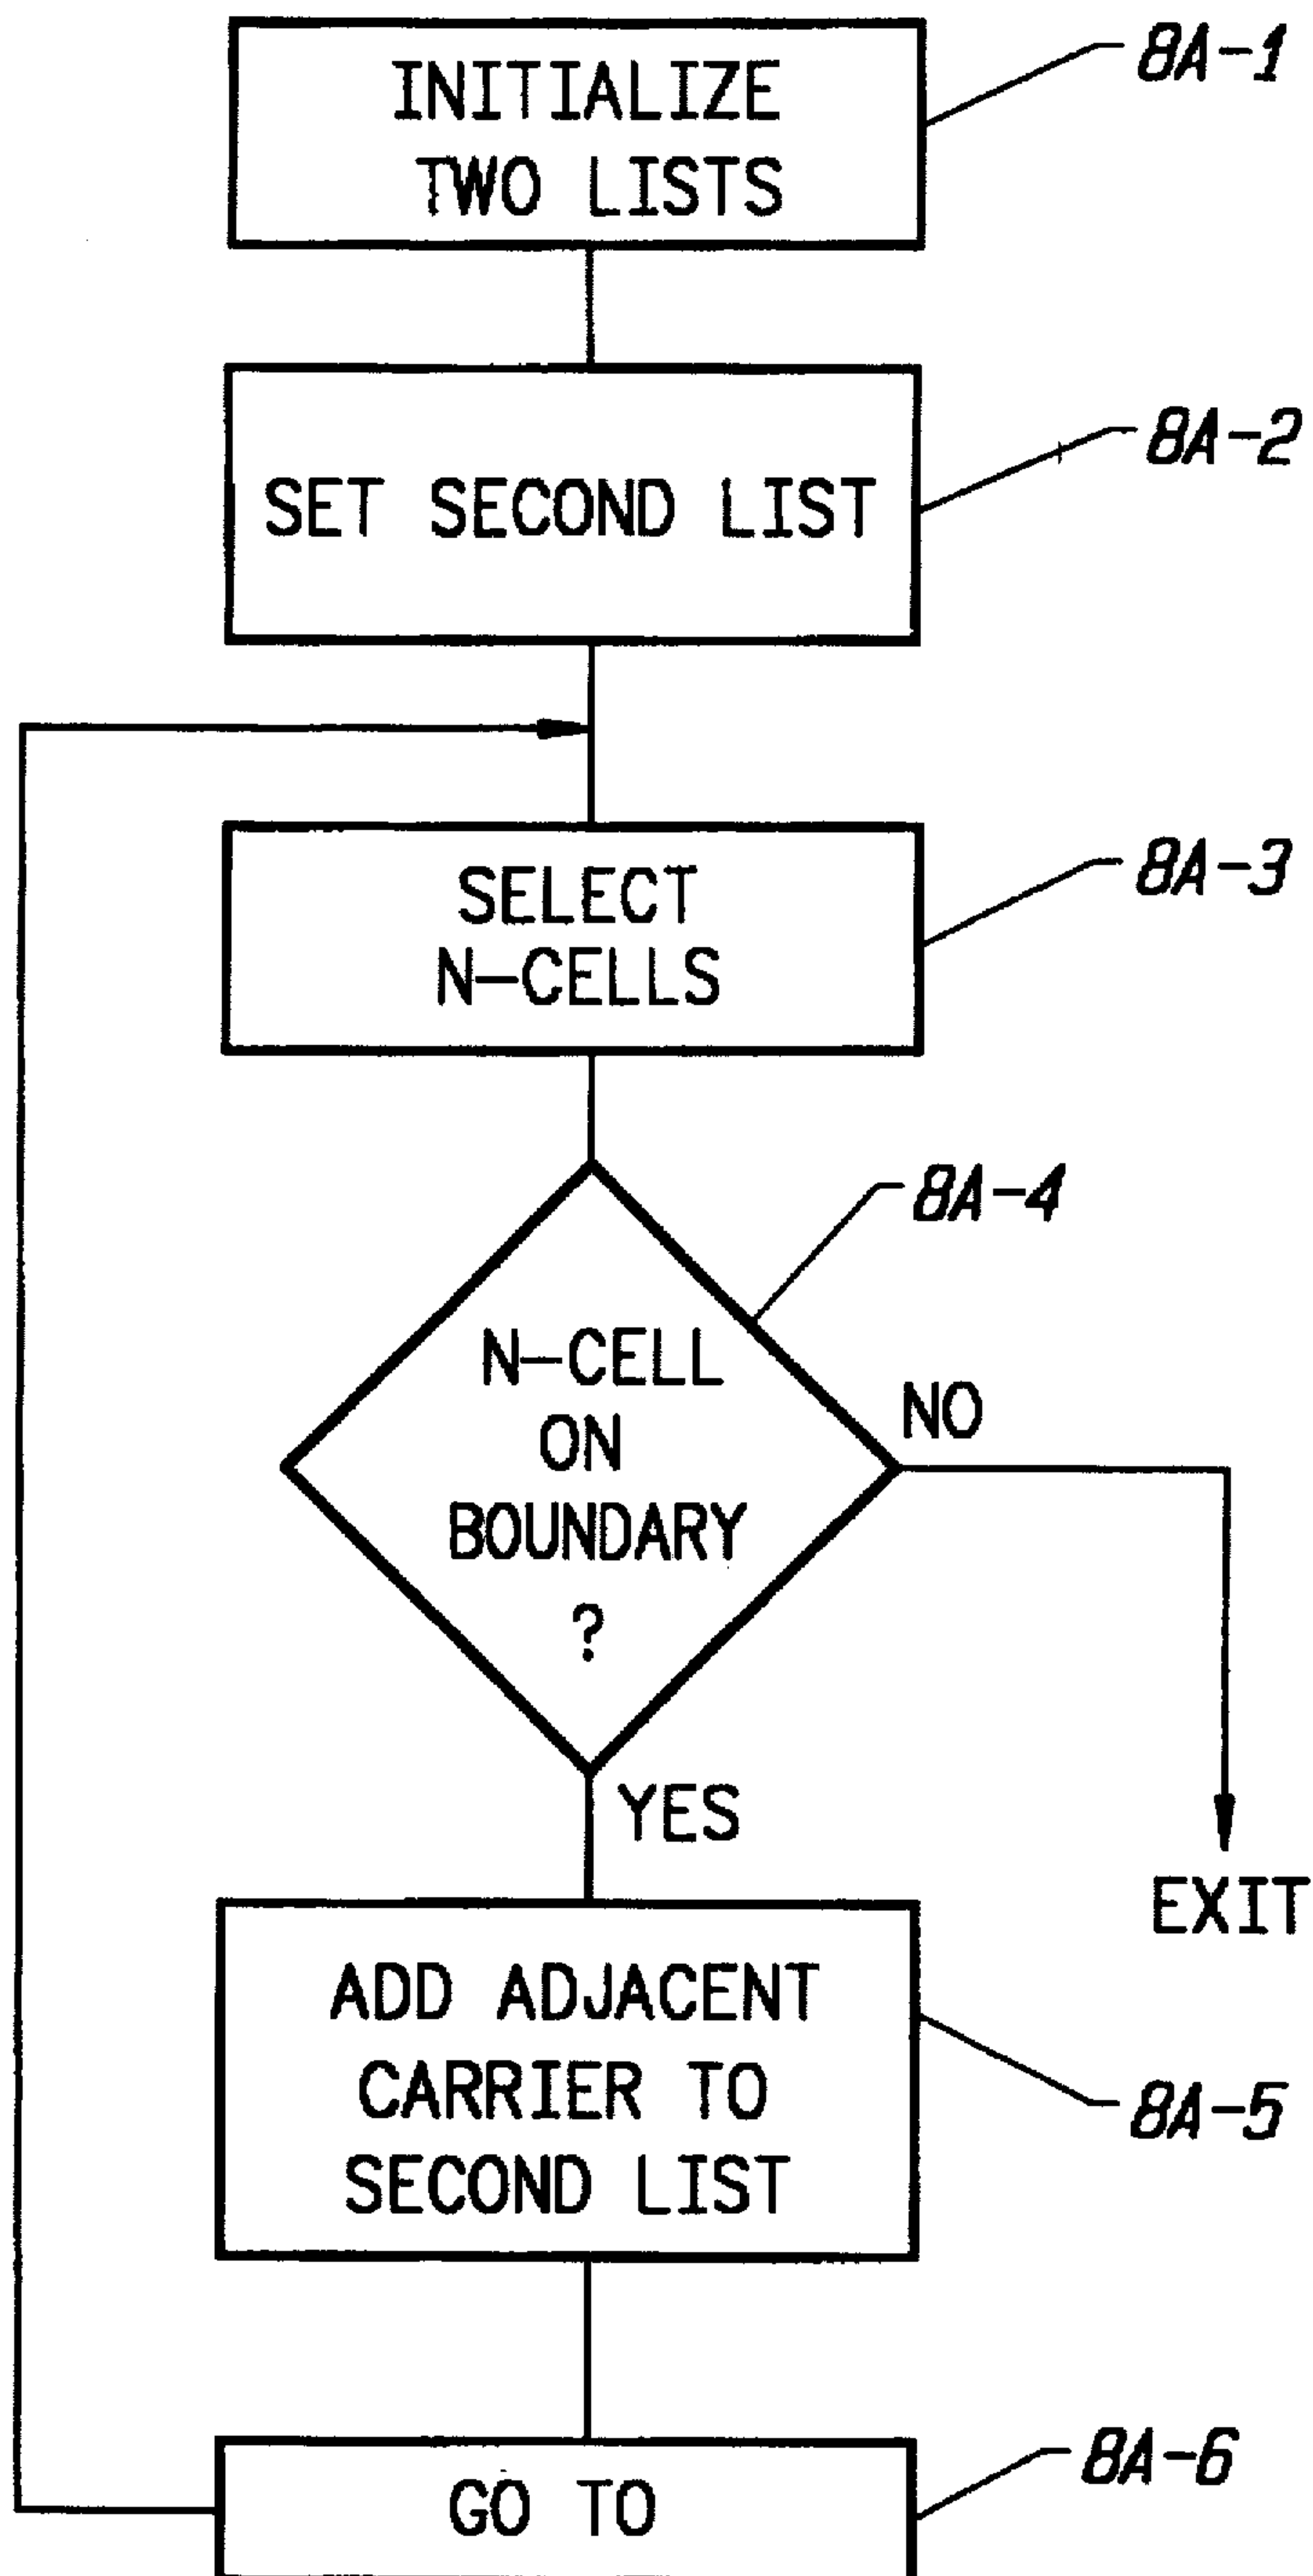 INITIALIZE
TWO LISTS
8A-1
SET SECOND LIST
8A-2
SELECT
N-CELLS
8A-3
8A-4
N-CELL
ON
BOUNDARY
?
NO
YES
EXIT
ADD ADJACENT
CARRIER TO
SECOND LIST
8A-5
GO TO
8A-6